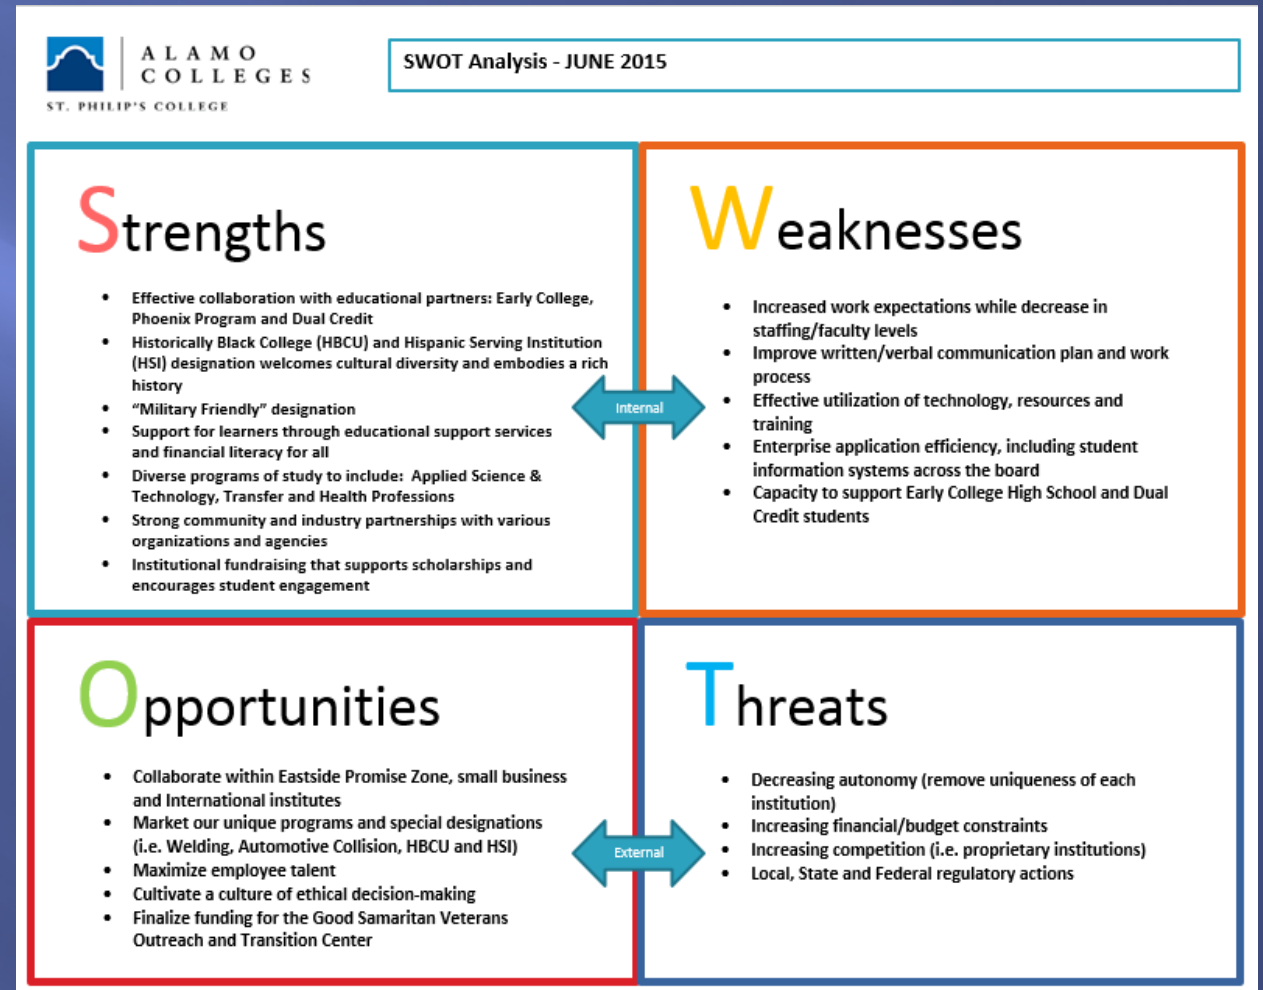 ALAMO
COLLEGES
ST. PHILIP'S COLLEGE
SWOT Analysis - JUNE 2015
Strengths
• Effective collaboration with educational partners: Early College,
Phoenix Program and Dual Credit
• Historically Black College (HBCU) and Hispanic Serving Institution
(HSI) designation welcomes cultural diversity and embodies a rich
history
• “Military Friendly” designation
• Support for learners through educational support services
and financial literacy for all
• Diverse programs of study to include: Applied Science &
Technology, Transfer and Health Professions
• Strong community and industry partnerships with various
organizations and agencies
• Institutional fundraising that supports scholarships and
encourages student engagement
Internal
Weaknesses
• Increased work expectations while decrease in
staffing/faculty levels
• Improve written/verbal communication plan and work
process
• Effective utilization of technology, resources and
training
• Enterprise application efficiency, including student
information systems across the board
• Capacity to support Early College High School and Dual
Credit students
Opportunities
• Collaborate within Eastside Promise Zone, small business
and International institutes
• Market our unique programs and special designations
(i.e. Welding, Automotive Collision, HBCU and HSI)
• Maximize employee talent
• Cultivate a culture of ethical decision-making
• Finalize funding for the Good Samaritan Veterans
Outreach and Transition Center
External
Threats
• Decreasing autonomy (remove uniqueness of each
institution)
• Increasing financial/budget constraints
• Increasing competition (i.e. proprietary institutions)
• Local, State and Federal regulatory actions